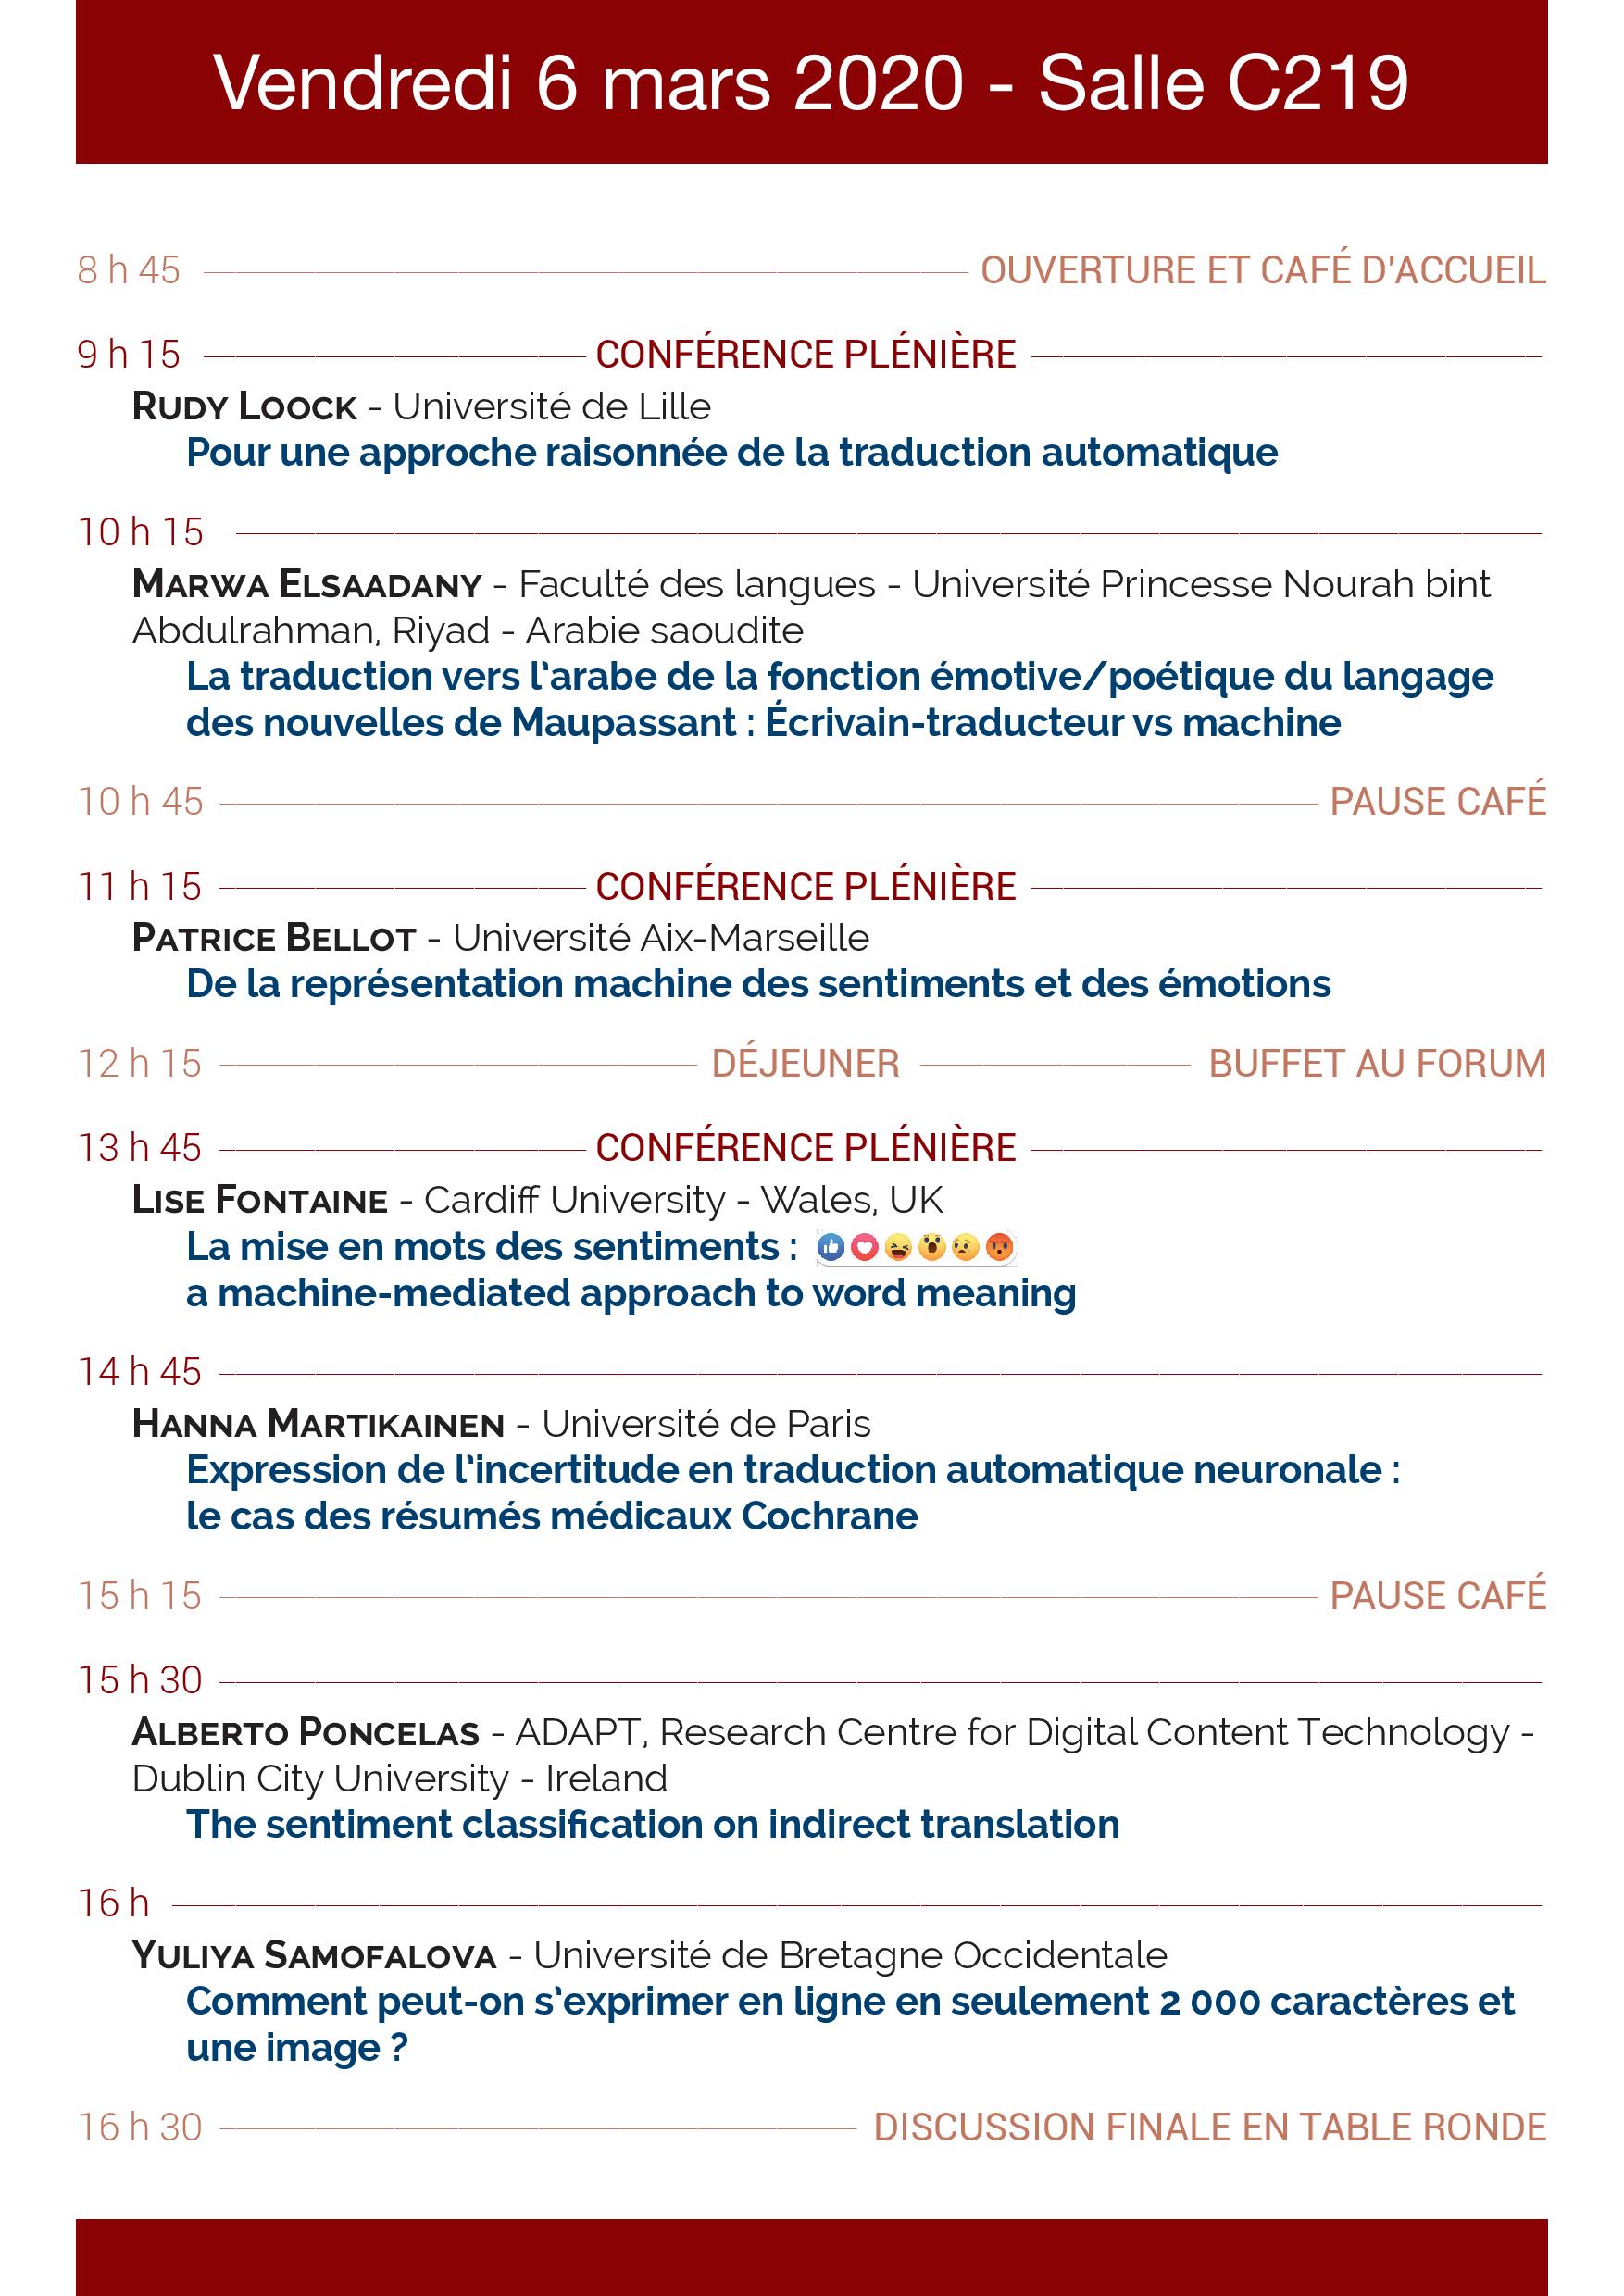 Vendredi 6 mars 2020 - Salle C219
8 h 45 OUVERTURE ET CAFÉ D'ACCUEIL
9 h 15 CONFÉRENCE PLÉNIÈRE
RUDY LOOCK - Université de Lille
Pour une approche raisonnée de la traduction automatique
10 h 15
MARWA ELSAADANY - Faculté des langues - Université Princesse Nourah bint
Abdulrahman, Riyad - Arabie saoudite
La traduction vers l'arabe de la fonction émotive/poétique du langage
des nouvelles de Maupassant : Écrivain-traducteur vs machine
10 h 45 PAUSE CAFÉ
11 h 15 CONFÉRENCE PLÉNIÈRE
PATRICE BELLOT - Université Aix-Marseille
De la représentation machine des sentiments et des émotions
12 h 15 DÉJEUNER BUFFET AU FORUM
13 h 45 CONFÉRENCE PLÉNIÈRE
LISE FONTAINE - Cardiff University - Wales, UK
La mise en mots des sentiments :
a machine-mediated approach to word meaning
14 h 45
HANNA MARTIKAINEN - Université de Paris
Expression de l'incertitude en traduction automatique neuronale :
le cas des résumés médicaux Cochrane
15 h 15 PAUSE CAFÉ
15 h 30
ALBERTO PONCELAS - ADAPT, Research Centre for Digital Content Technology -
Dublin City University - Ireland
The sentiment classification on indirect translation
16 h
YULIYA SAMOFALOVA - Université de Bretagne Occidentale
Comment peut-on s'exprimer en ligne en seulement 2 000 caractères et
une image ?
16 h 30 DISCUSSION FINALE EN TABLE RONDE